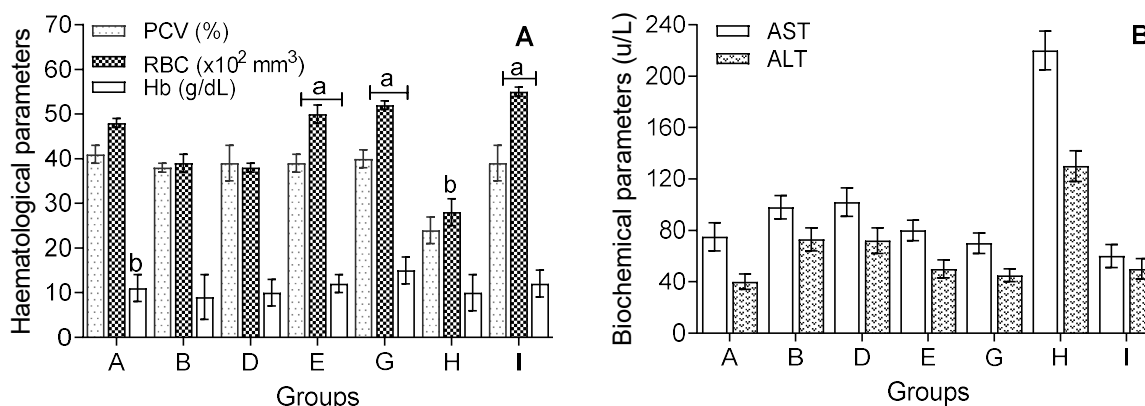 Haematological parameters
70
60
50
40
30
20
10
0
PCV (%)
RBC (x10² mm³)
Hb (g/dL)
A
a
a
a
b
b
A B D E G H I
Groups
Biochemical parameters (u/L)
240
200
160
120
80
40
0
AST
ALT
B
A B D E G H I
Groups